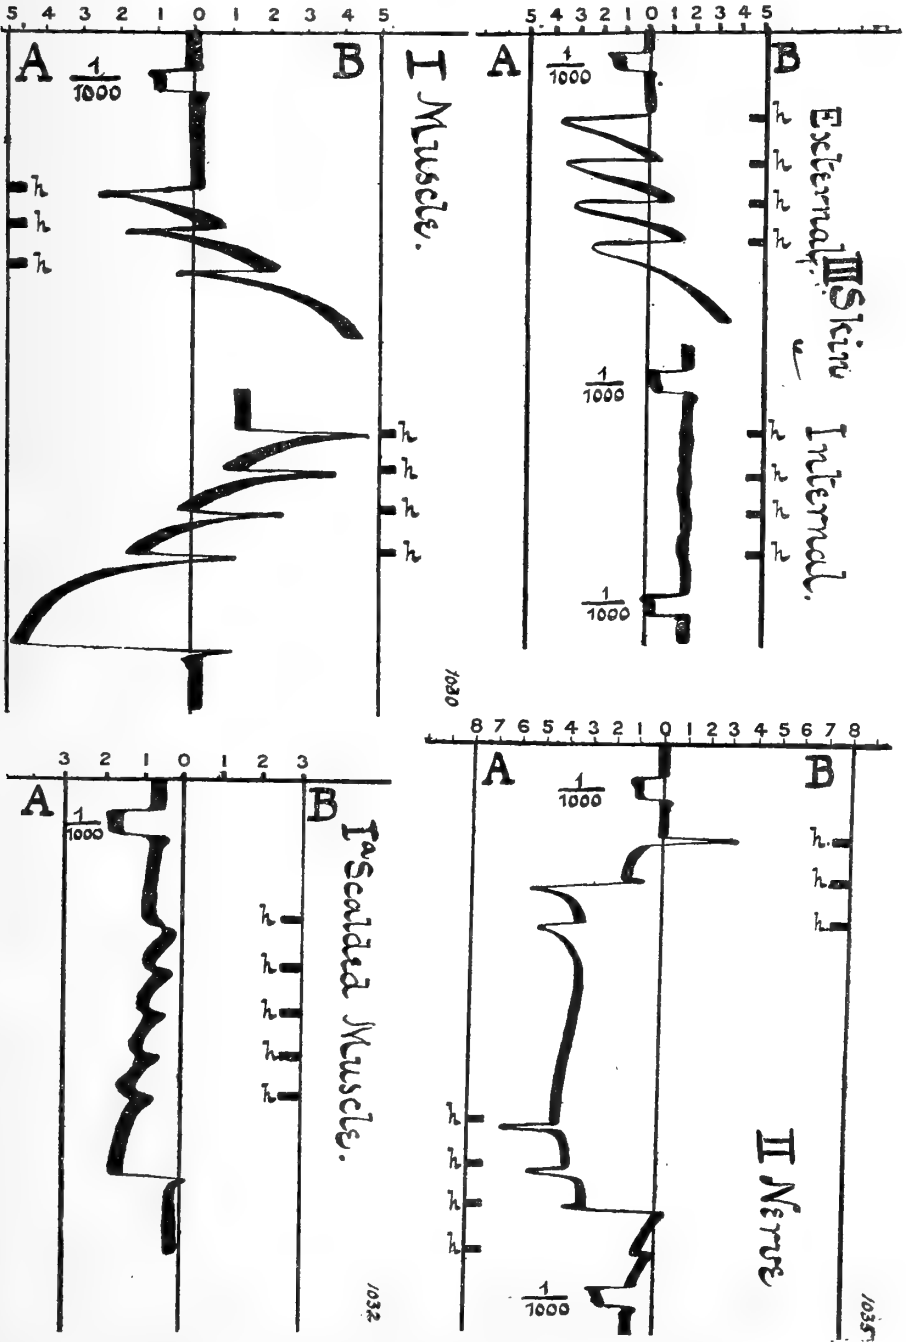 5 4 3 2 1 0 1 2 3 4 5
A B
1/1000
h
h
h
h
h
h
h
I Muscle.
1030
5 4 3 2 1 0 1 2 3 4 5
A B
1/1000
h
h
h
h
External
III Skin
1/1000
h
h
h
h
Internal.
1/1000
3 2 1 0 1 2 3
A B
1/1000
h
h
h
h
h
Ia Scalded Muscle.
1032
8 7 6 5 4 3 2 1 0 1 2 3 4 5 6 7 8
A B
1/1000
h.
h
h
h
h
h
h
II Nerve
1/1000
1035